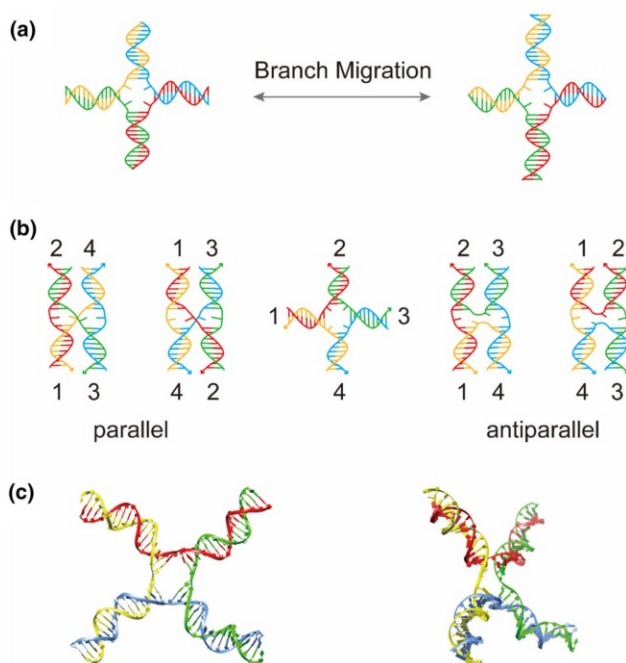 (a)
Branch Migration
(b)
2 4 1 3 2 2 3 1 2
1 3
1 3 4 2 4 1 4 4 3
parallel antiparallel
(c)